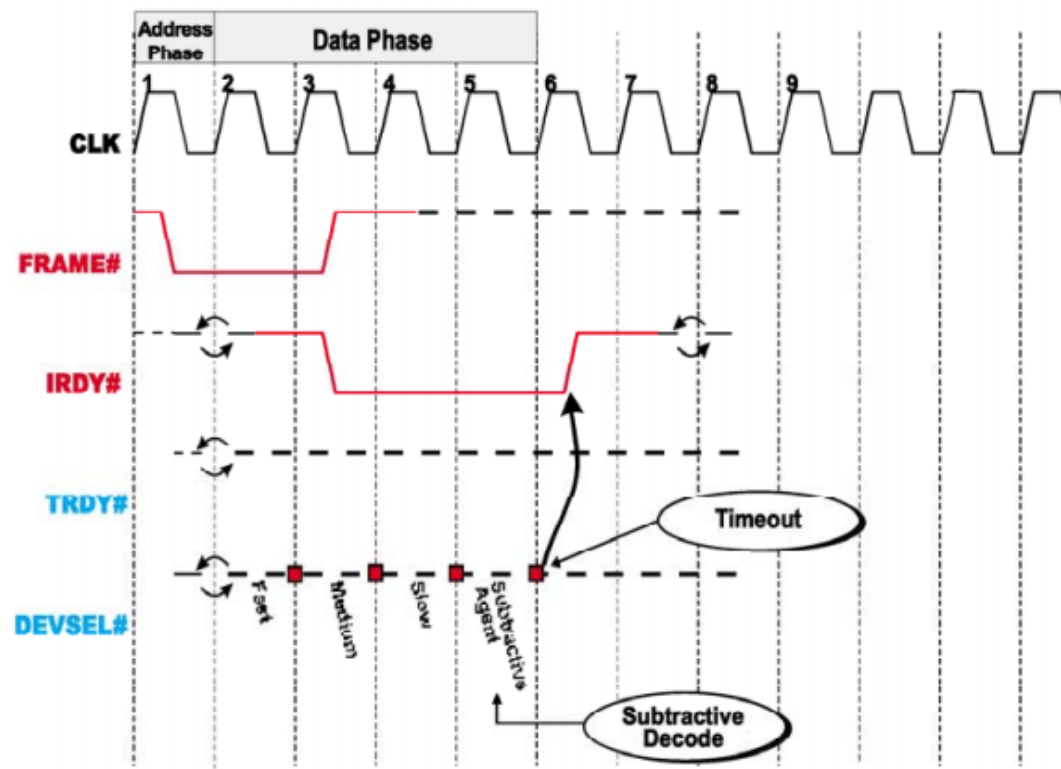 Address
Phase
Data Phase
1 2 3 4 5 6 7 8 9
CLK
FRAME#
IRDY#
TRDY#
Timeout
DEVSEL#
Fast
Medium
Slow
Subtractive
Agent
Subtractive
Decode